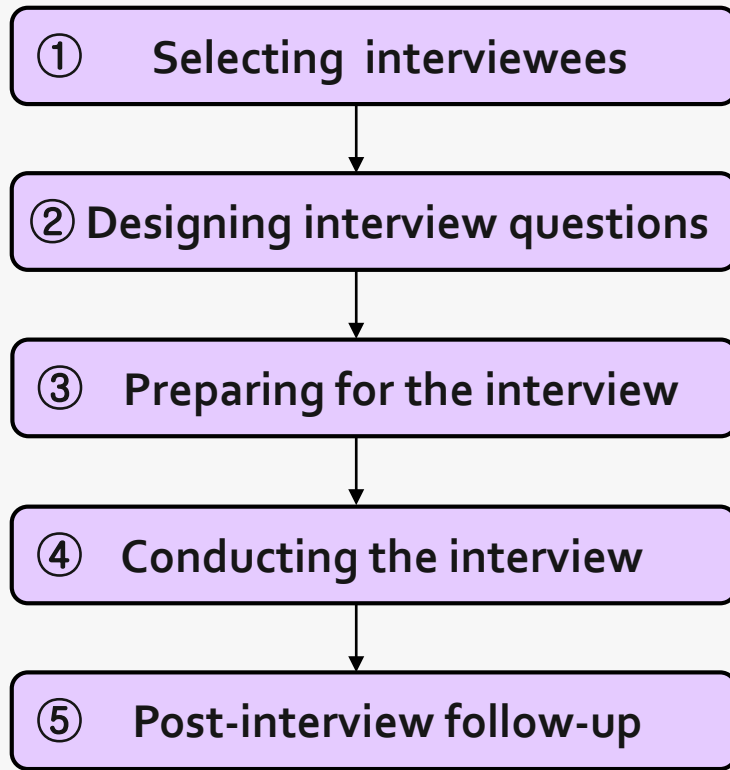 ① Selecting interviewees
② Designing interview questions
③ Preparing for the interview
④ Conducting the interview
⑤ Post-interview follow-up